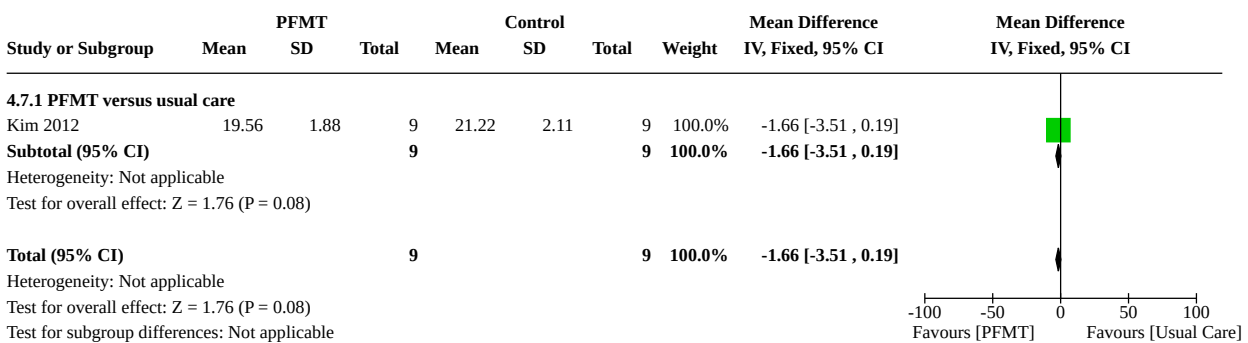 PFMT Control Mean Difference Mean Difference
Study or Subgroup Mean SD Total Mean SD Total Weight IV, Fixed, 95% CI IV, Fixed, 95% CI
4.7.1 PFMT versus usual care
Kim 2012 19.56 1.88 9 21.22 2.11 9 100.0% -1.66 [-3.51 , 0.19]
Subtotal (95% CI) 9 9 100.0% -1.66 [-3.51 , 0.19]
Heterogeneity: Not applicable
Test for overall effect: Z = 1.76 (P = 0.08)
Total (95% CI) 9 9 100.0% -1.66 [-3.51 , 0.19]
Heterogeneity: Not applicable
Test for overall effect: Z = 1.76 (P = 0.08)
Test for subgroup differences: Not applicable
-100 -50 0 50 100
Favours [PFMT] Favours [Usual Care]